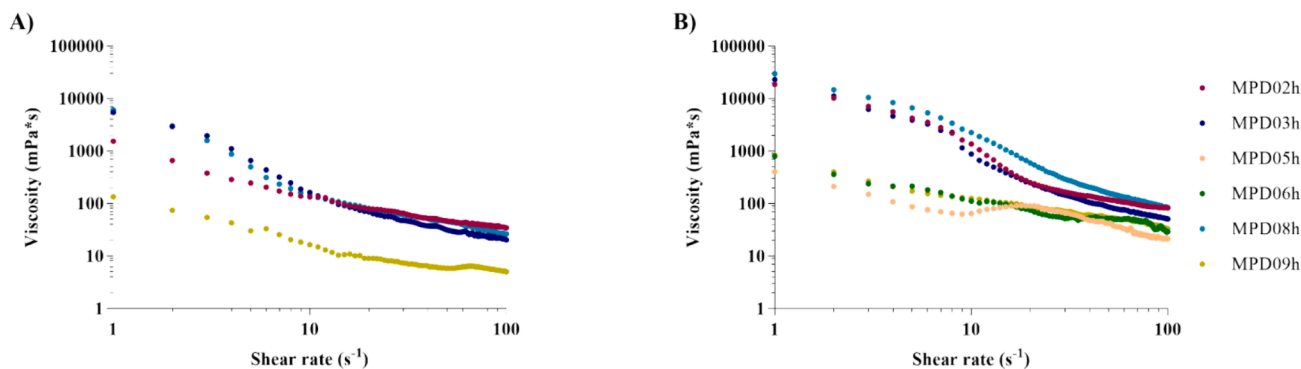 A)
Viscosity (mPa*s)
100000
10000
1000
100
10
1
1
10
100
Shear rate (s-1)
B)
Viscosity (mPa*s)
100000
10000
1000
100
10
1
1
10
100
Shear rate (s-1)
MPD02h
MPD03h
MPD05h
MPD06h
MPD08h
MPD09h